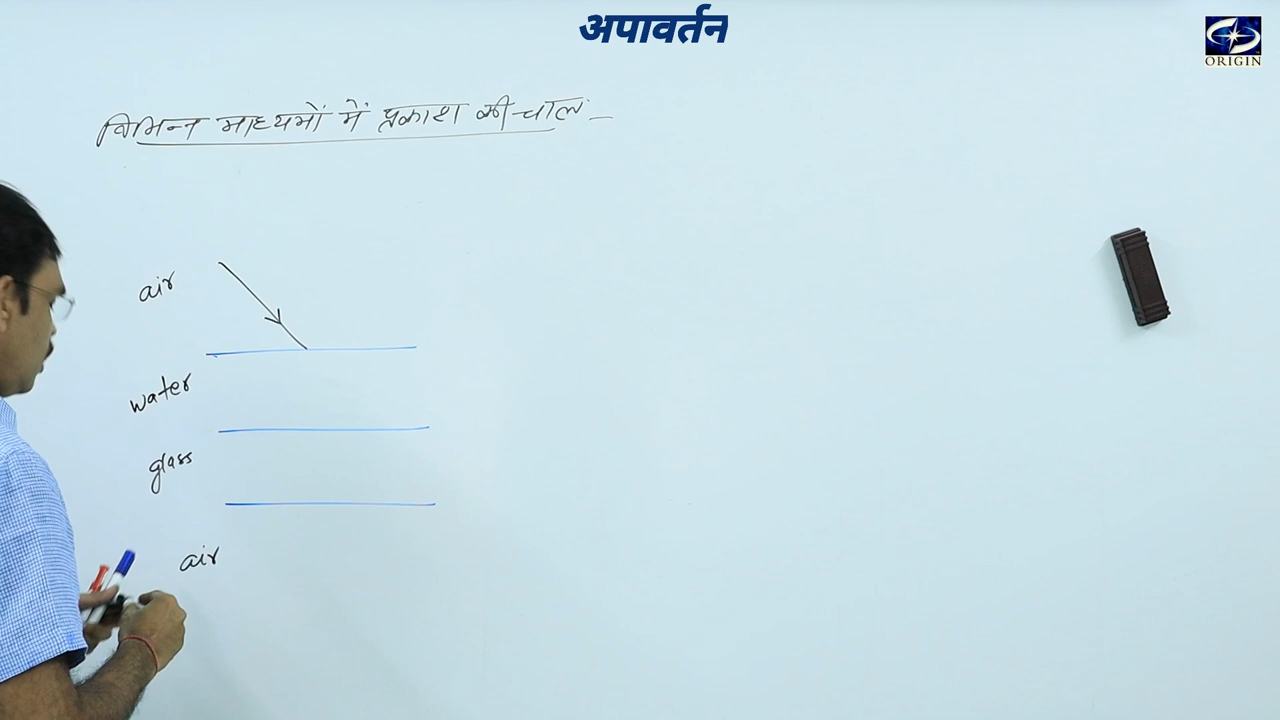 अपावर्तन
ORIGIN
विभिन्न माध्यमों में प्रकाश की चाल:-
air
water
glass
air